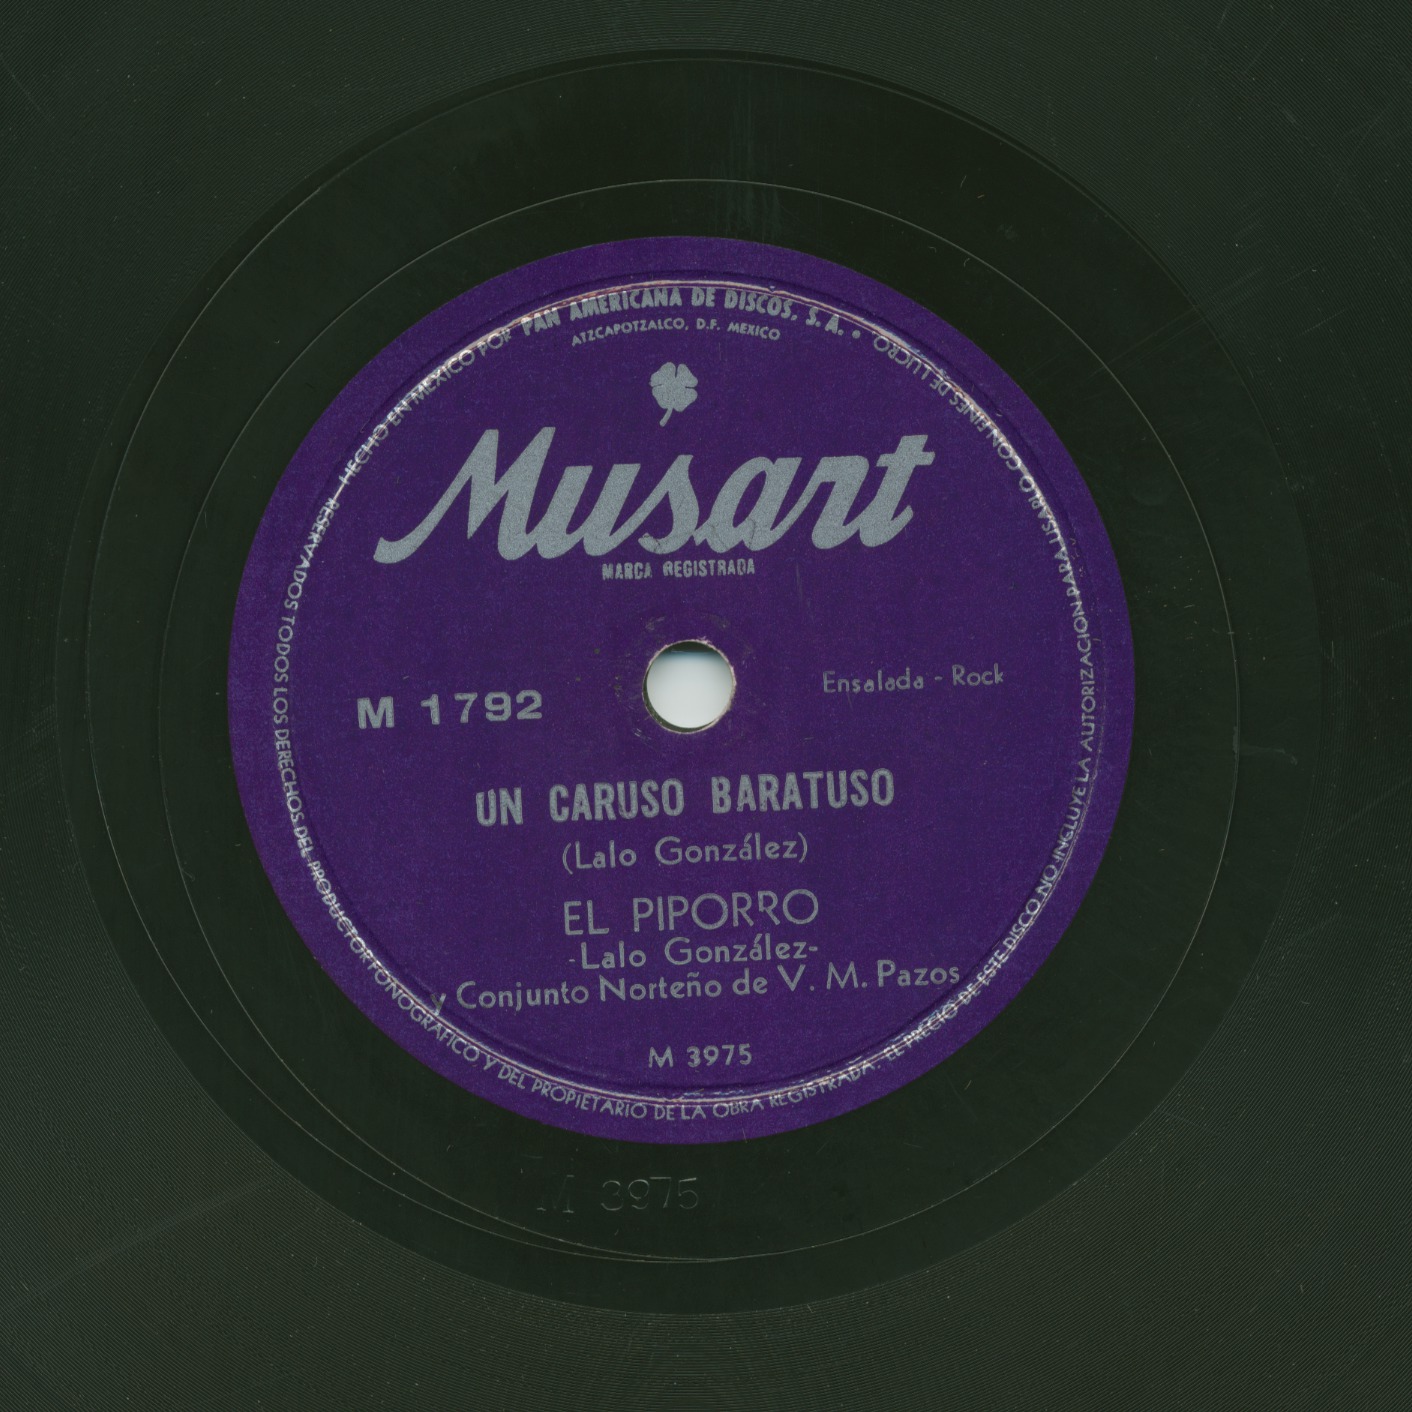 HECHO EN MEXICO POR PAN AMERICANA DE DISCOS, S.A. •
ATZCAPOTZALCO, D.F. MEXICO
Musart
MARCA REGISTRADA
M 1792
Ensalada - Rock
UN CARUSO BARATUSO
(Lalo González)
EL PIPORRO
-Lalo González-
y Conjunto Norteño de V. M. Pazos
M 3975
RESERVADOS TODOS LOS DERECHOS DEL PRODUCTOR FONOGRAFICO Y DEL PROPIETARIO DE LA OBRA REGISTRADA. EL PRECIO DE ESTE DISCO NO INCLUYE LA AUTORIZACION PARA USARLO CON FINES DE LUCRO.
M 3975